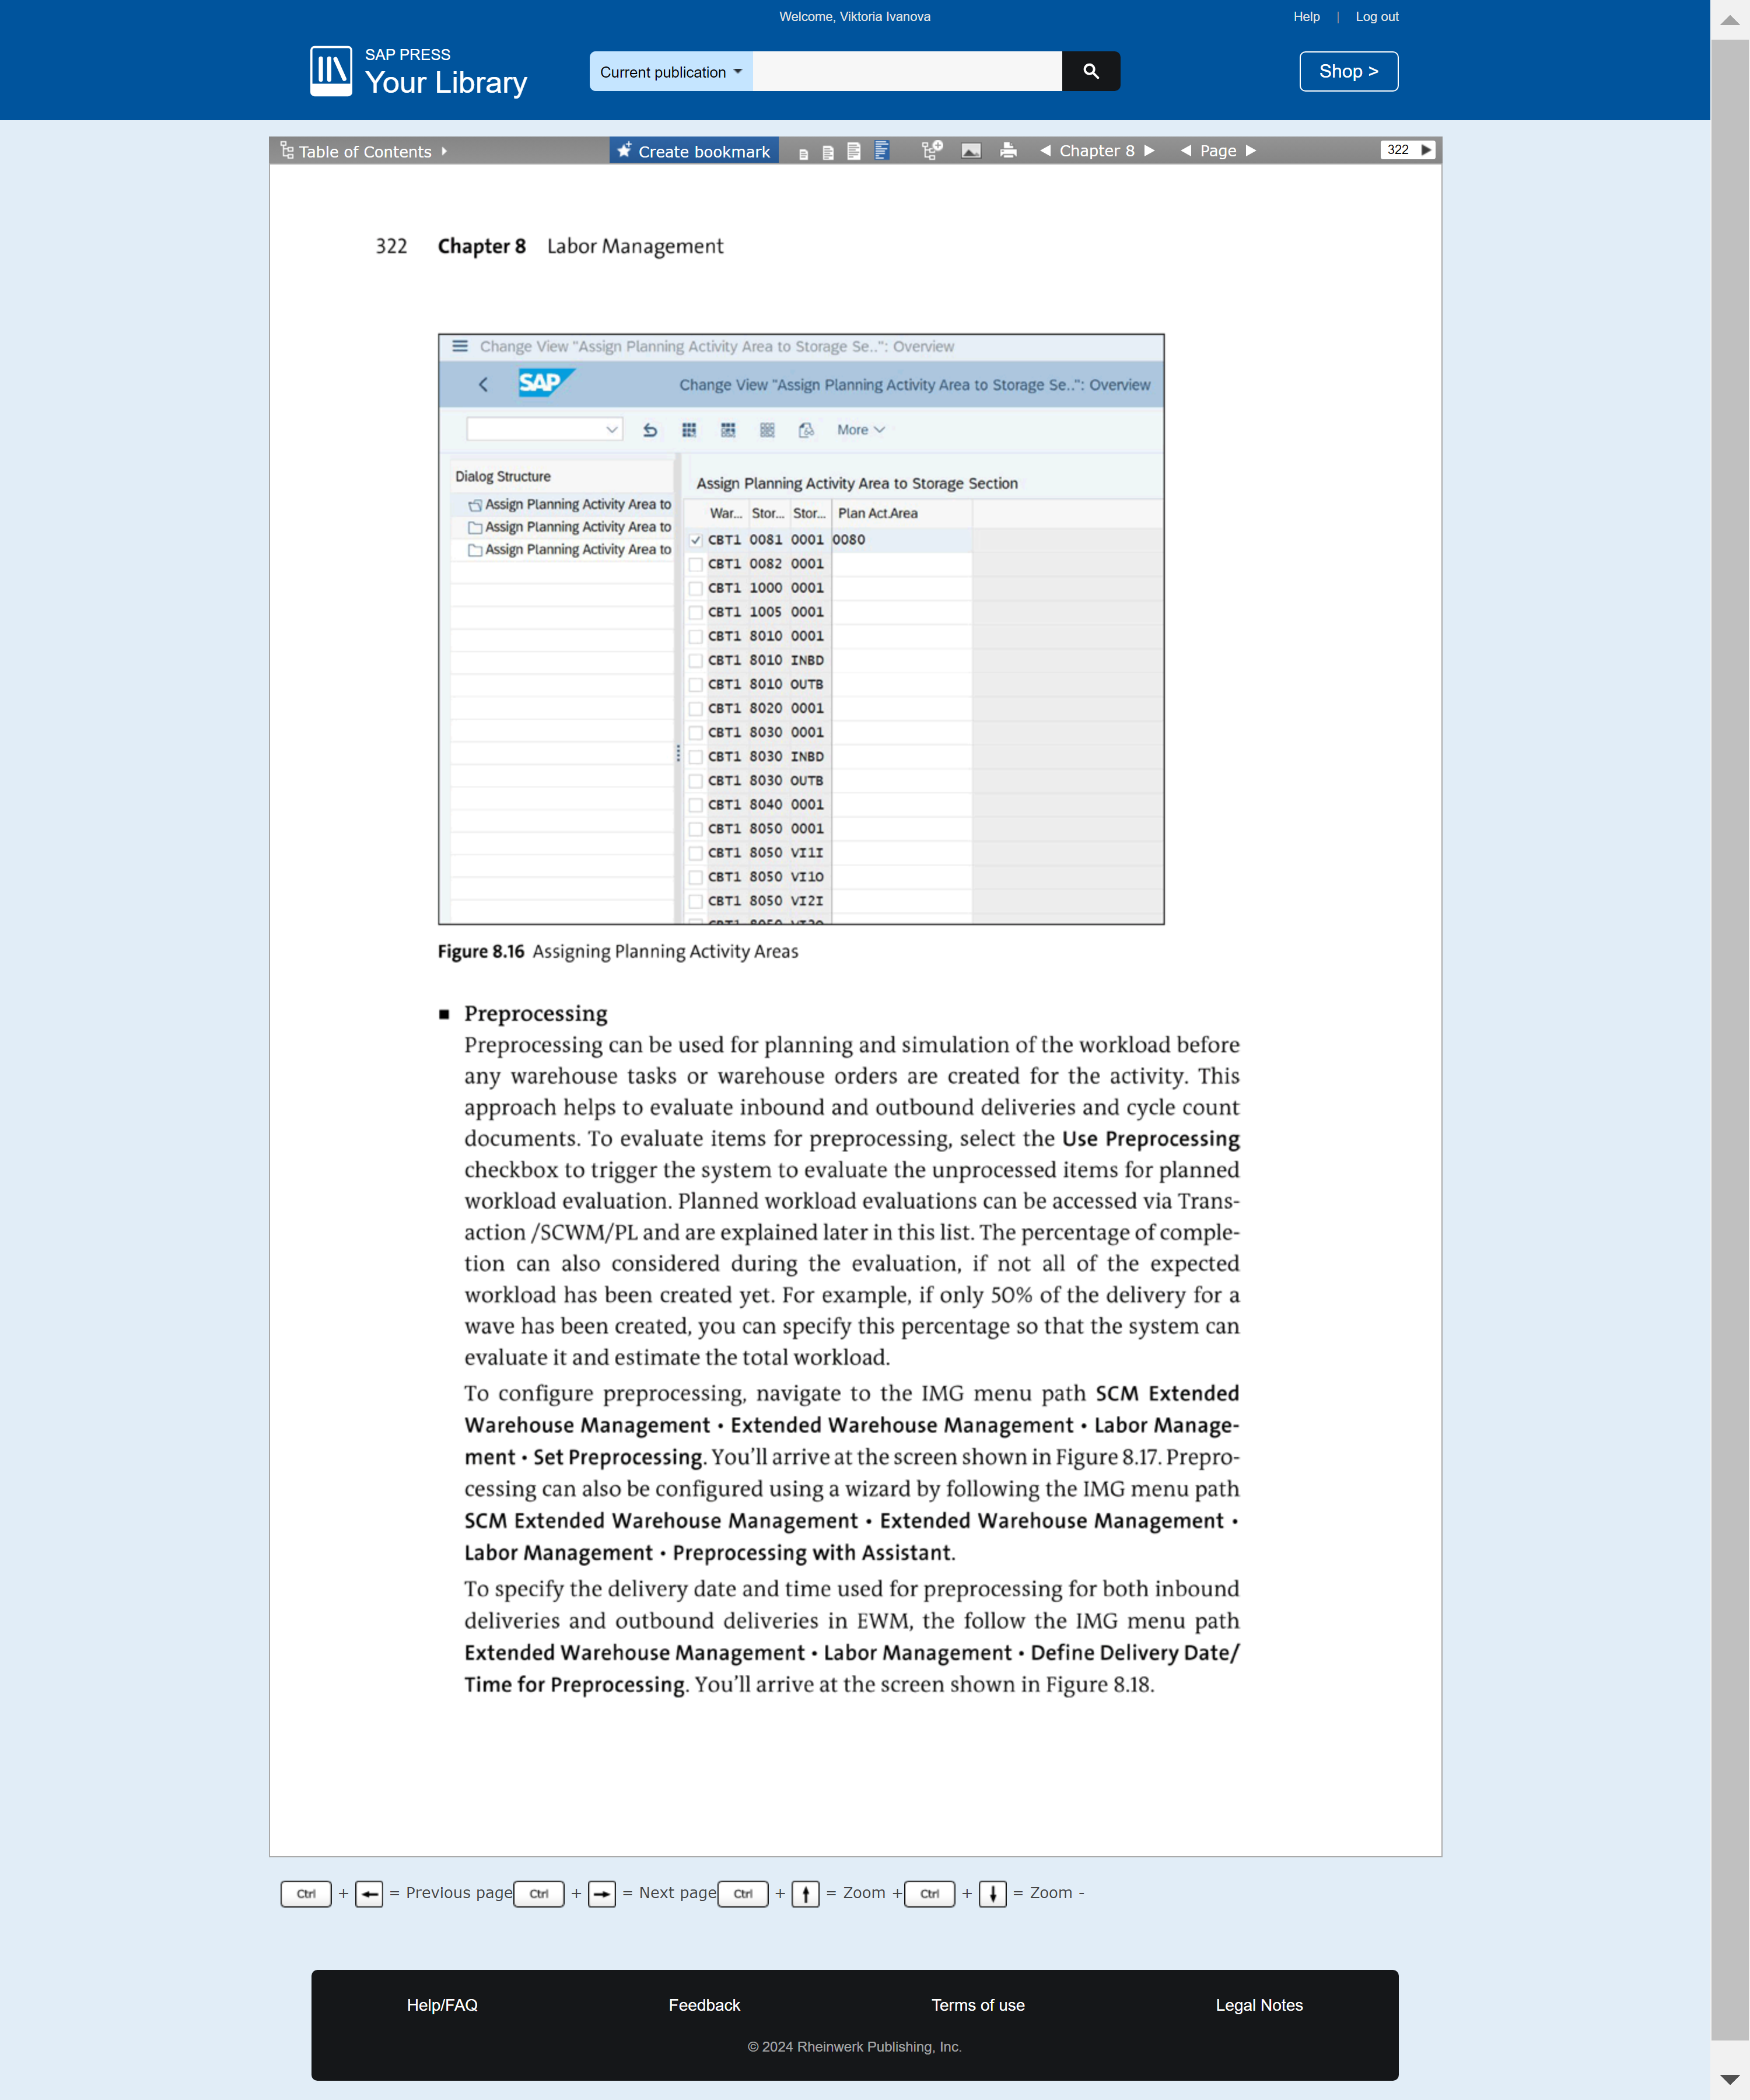 Welcome, Viktoria Ivanova
Help | Log out
SAP PRESS
Your Library
Current publication
Shop >
Table of Contents
Create bookmark
Chapter 8
Page
322
322 Chapter 8 Labor Management
Change View "Assign Planning Activity Area to Storage Se..": Overview
SAP
Change View "Assign Planning Activity Area to Storage Se..": Overview
More
Dialog Structure
Assign Planning Activity Area to
Assign Planning Activity Area to
Assign Planning Activity Area to
Assign Planning Activity Area to Storage Section
War... Stor... Stor... Plan Act.Area
CBT1 0081 0001 0080
CBT1 0082 0001
CBT1 1000 0001
CBT1 1005 0001
CBT1 8010 0001
CBT1 8010 INBD
CBT1 8010 OUTB
CBT1 8020 0001
CBT1 8030 0001
CBT1 8030 INBD
CBT1 8030 OUTB
CBT1 8040 0001
CBT1 8050 0001
CBT1 8050 VI1I
CBT1 8050 VI1O
CBT1 8050 VI2I
Figure 8.16 Assigning Planning Activity Areas
■ Preprocessing
Preprocessing can be used for planning and simulation of the workload before
any warehouse tasks or warehouse orders are created for the activity. This
approach helps to evaluate inbound and outbound deliveries and cycle count
documents. To evaluate items for preprocessing, select the Use Preprocessing
checkbox to trigger the system to evaluate the unprocessed items for planned
workload evaluation. Planned workload evaluations can be accessed via Trans-
action /SCWM/PL and are explained later in this list. The percentage of comple-
tion can also considered during the evaluation, if not all of the expected
workload has been created yet. For example, if only 50% of the delivery for a
wave has been created, you can specify this percentage so that the system can
evaluate it and estimate the total workload.
To configure preprocessing, navigate to the IMG menu path SCM Extended
Warehouse Management • Extended Warehouse Management • Labor Manage-
ment • Set Preprocessing. You'll arrive at the screen shown in Figure 8.17. Prepro-
cessing can also be configured using a wizard by following the IMG menu path
SCM Extended Warehouse Management • Extended Warehouse Management •
Labor Management • Preprocessing with Assistant.
To specify the delivery date and time used for preprocessing for both inbound
deliveries and outbound deliveries in EWM, the follow the IMG menu path
Extended Warehouse Management • Labor Management • Define Delivery Date/
Time for Preprocessing. You'll arrive at the screen shown in Figure 8.18.
Ctrl + ← = Previous page Ctrl + → = Next page Ctrl + ↑ = Zoom + Ctrl + ↓ = Zoom -
Help/FAQ Feedback Terms of use Legal Notes
© 2024 Rheinwerk Publishing, Inc.